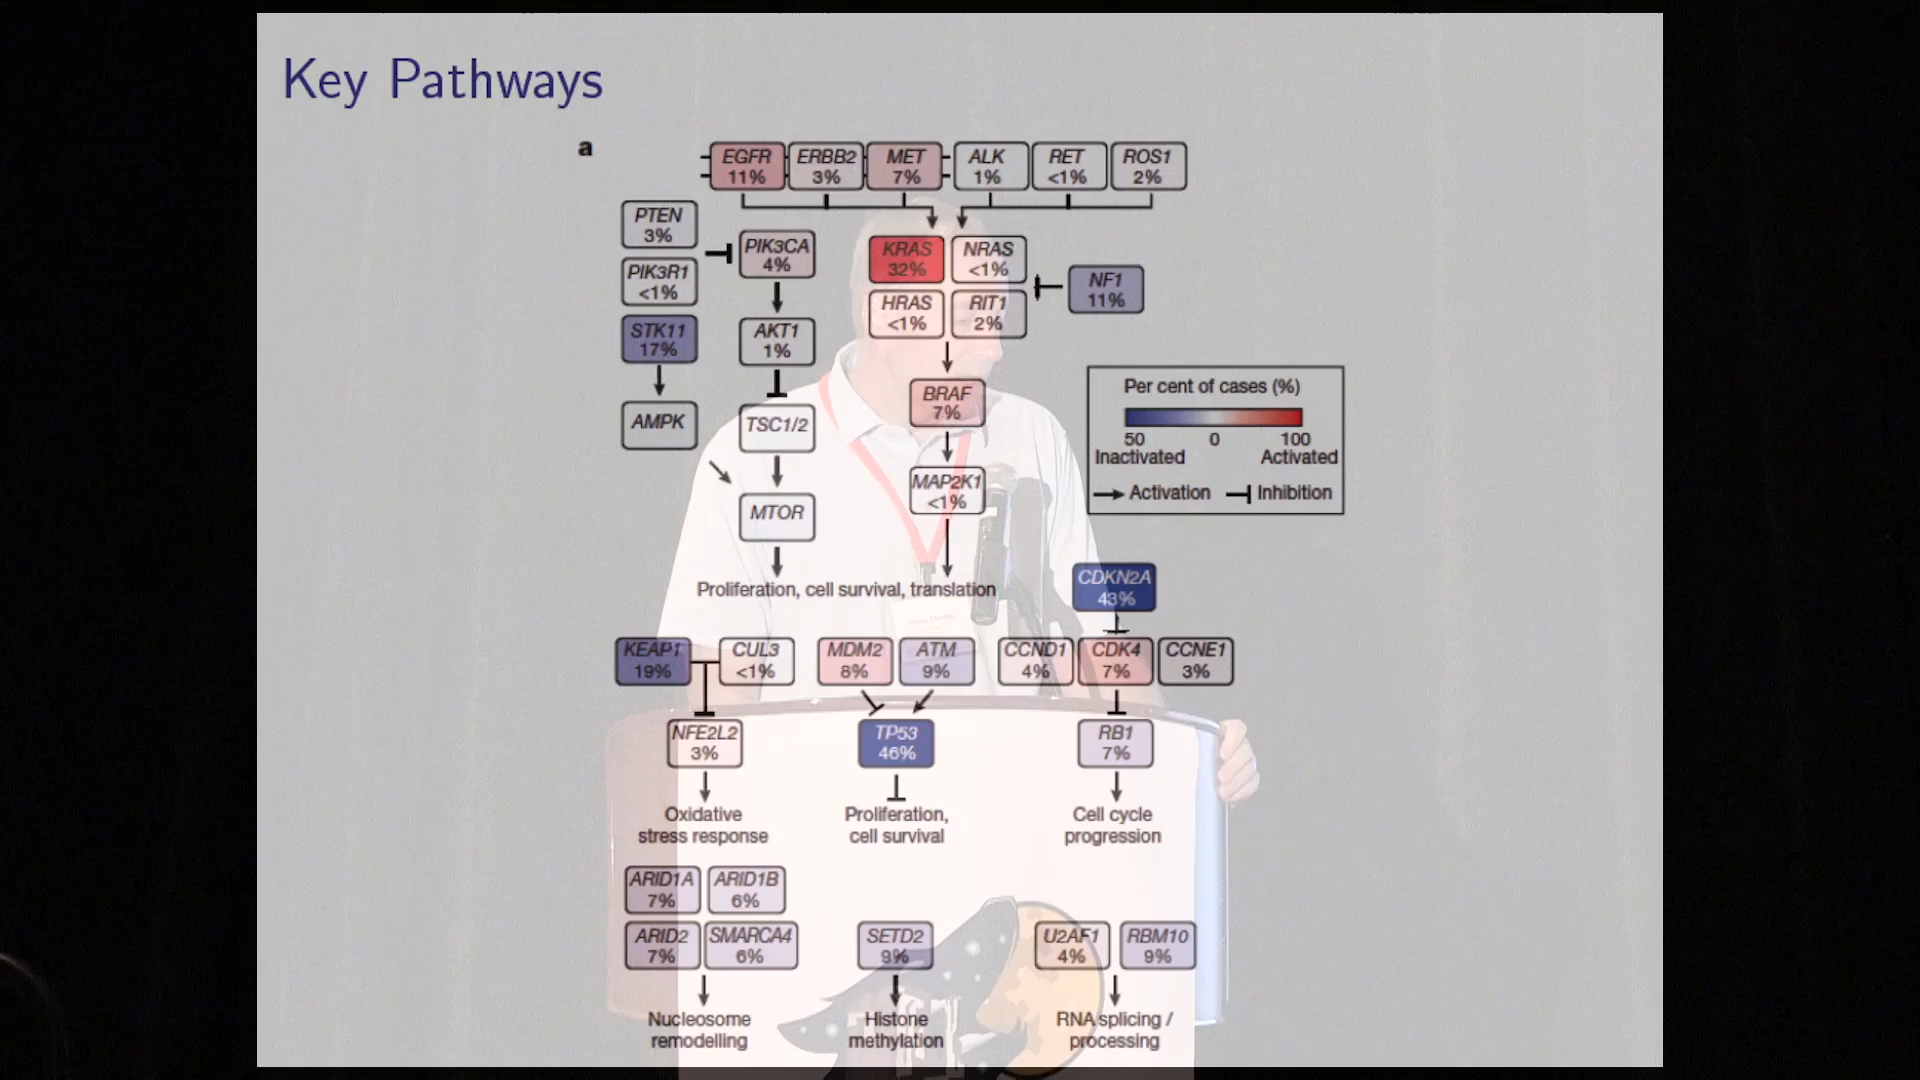 Key Pathways
a
EGFR ERBB2 MET ALK RET ROS1
11% 3% 7% 1% <1% 2%
PTEN
3%
PIK3CA
4%
KRAS NRAS
32% <1%
PIK3R1
<1%
NF1
11%
HRAS RIT1
<1% 2%
STK11
17%
AKT1
1%
Per cent of cases (%)
50 0 100
Inactivated Activated
Activation Inhibition
BRAF
7%
AMPK
TSC1/2
MAP2K1
<1%
MTOR
Proliferation, cell survival, translation
CDKN2A
43%
KEAP1 CUL3 MDM2 ATM CCND1 CDK4 CCNE1
19% <1% 8% 9% 4% 7% 3%
NFE2L2 TP53 RB1
3% 46% 7%
Oxidative Proliferation, Cell cycle
stress response cell survival progression
ARID1A ARID1B
7% 6%
ARID2 SMARCA4 SETD2 U2AF1 RBM10
7% 6% 9% 4% 9%
Nucleosome Histone RNA splicing /
remodelling methylation processing